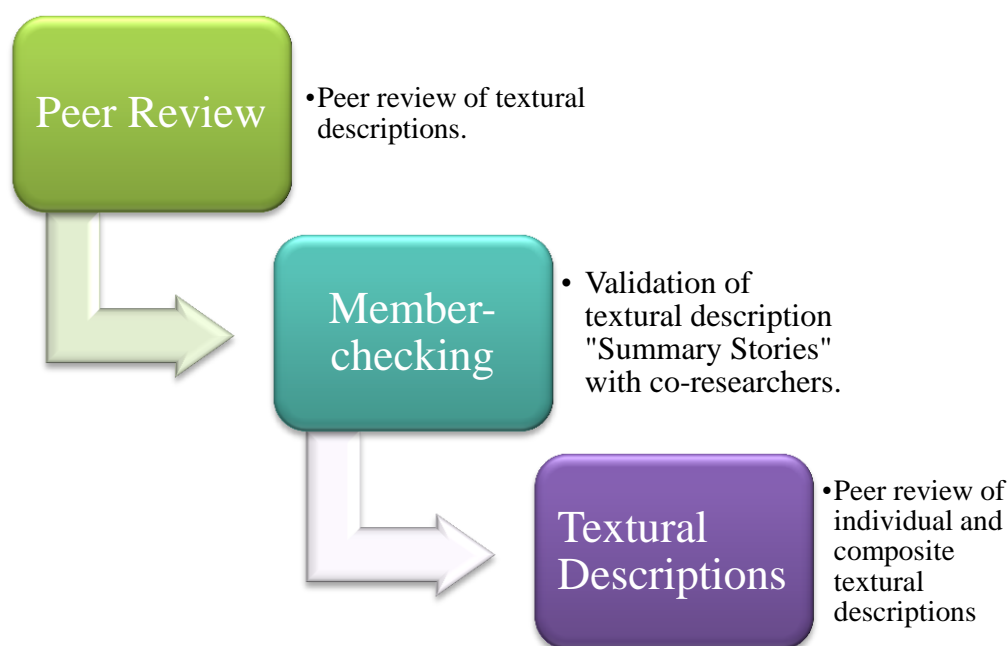 Peer Review
•Peer review of textural
descriptions.
Member-
checking
• Validation of
textural description
"Summary Stories"
with co-researchers.
Textural
Descriptions
•Peer review of
individual and
composite
textural
descriptions